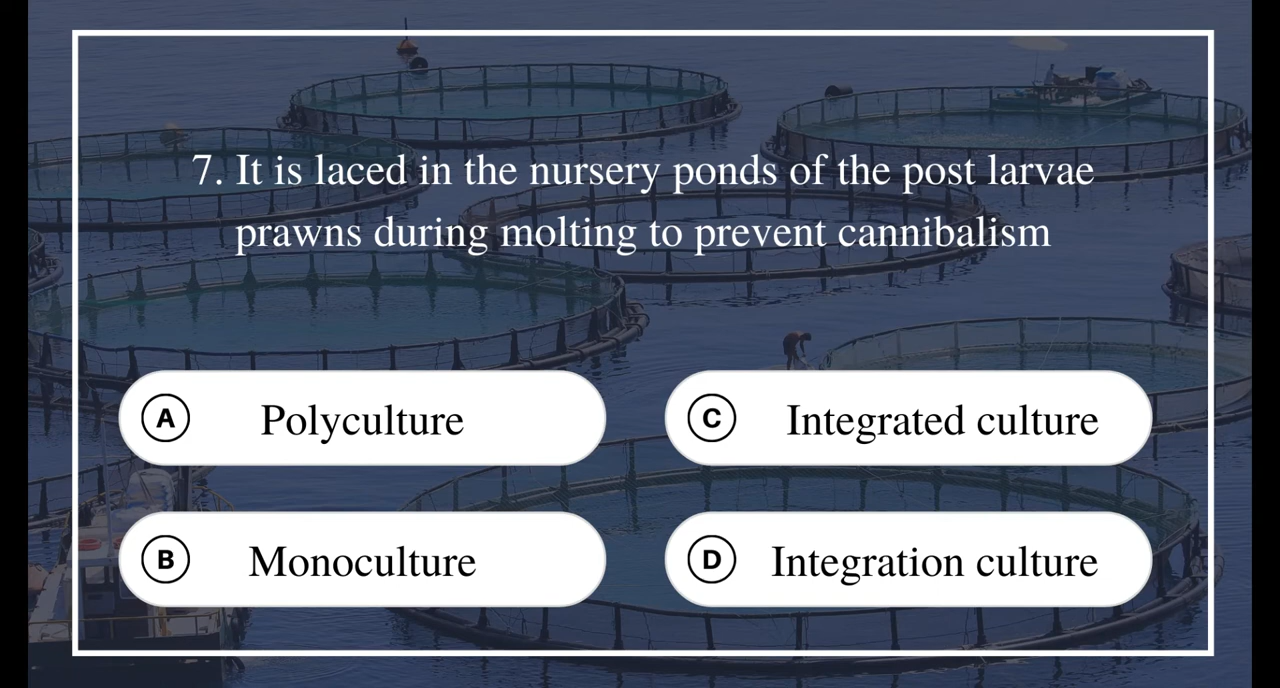 7. It is laced in the nursery ponds of the post larvae
prawns during molting to prevent cannibalism
A Polyculture
B Monoculture
C Integrated culture
D Integration culture